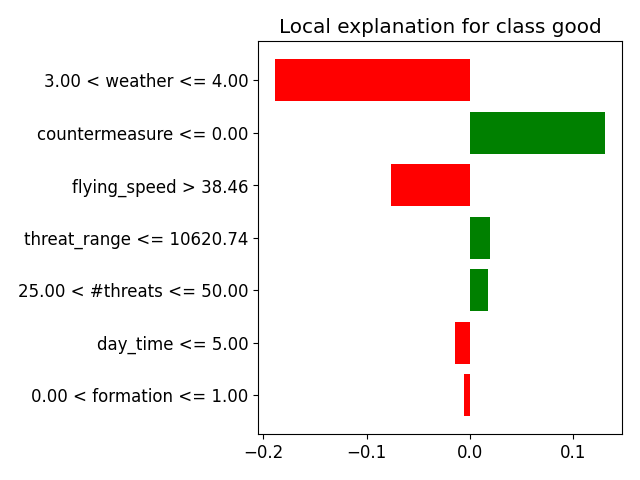 Local explanation for class good
3.00 < weather <= 4.00
countermeasure <= 0.00
flying_speed > 38.46
threat_range <= 10620.74
25.00 < #threats <= 50.00
day_time <= 5.00
0.00 < formation <= 1.00
−0.2 −0.1 0.0 0.1